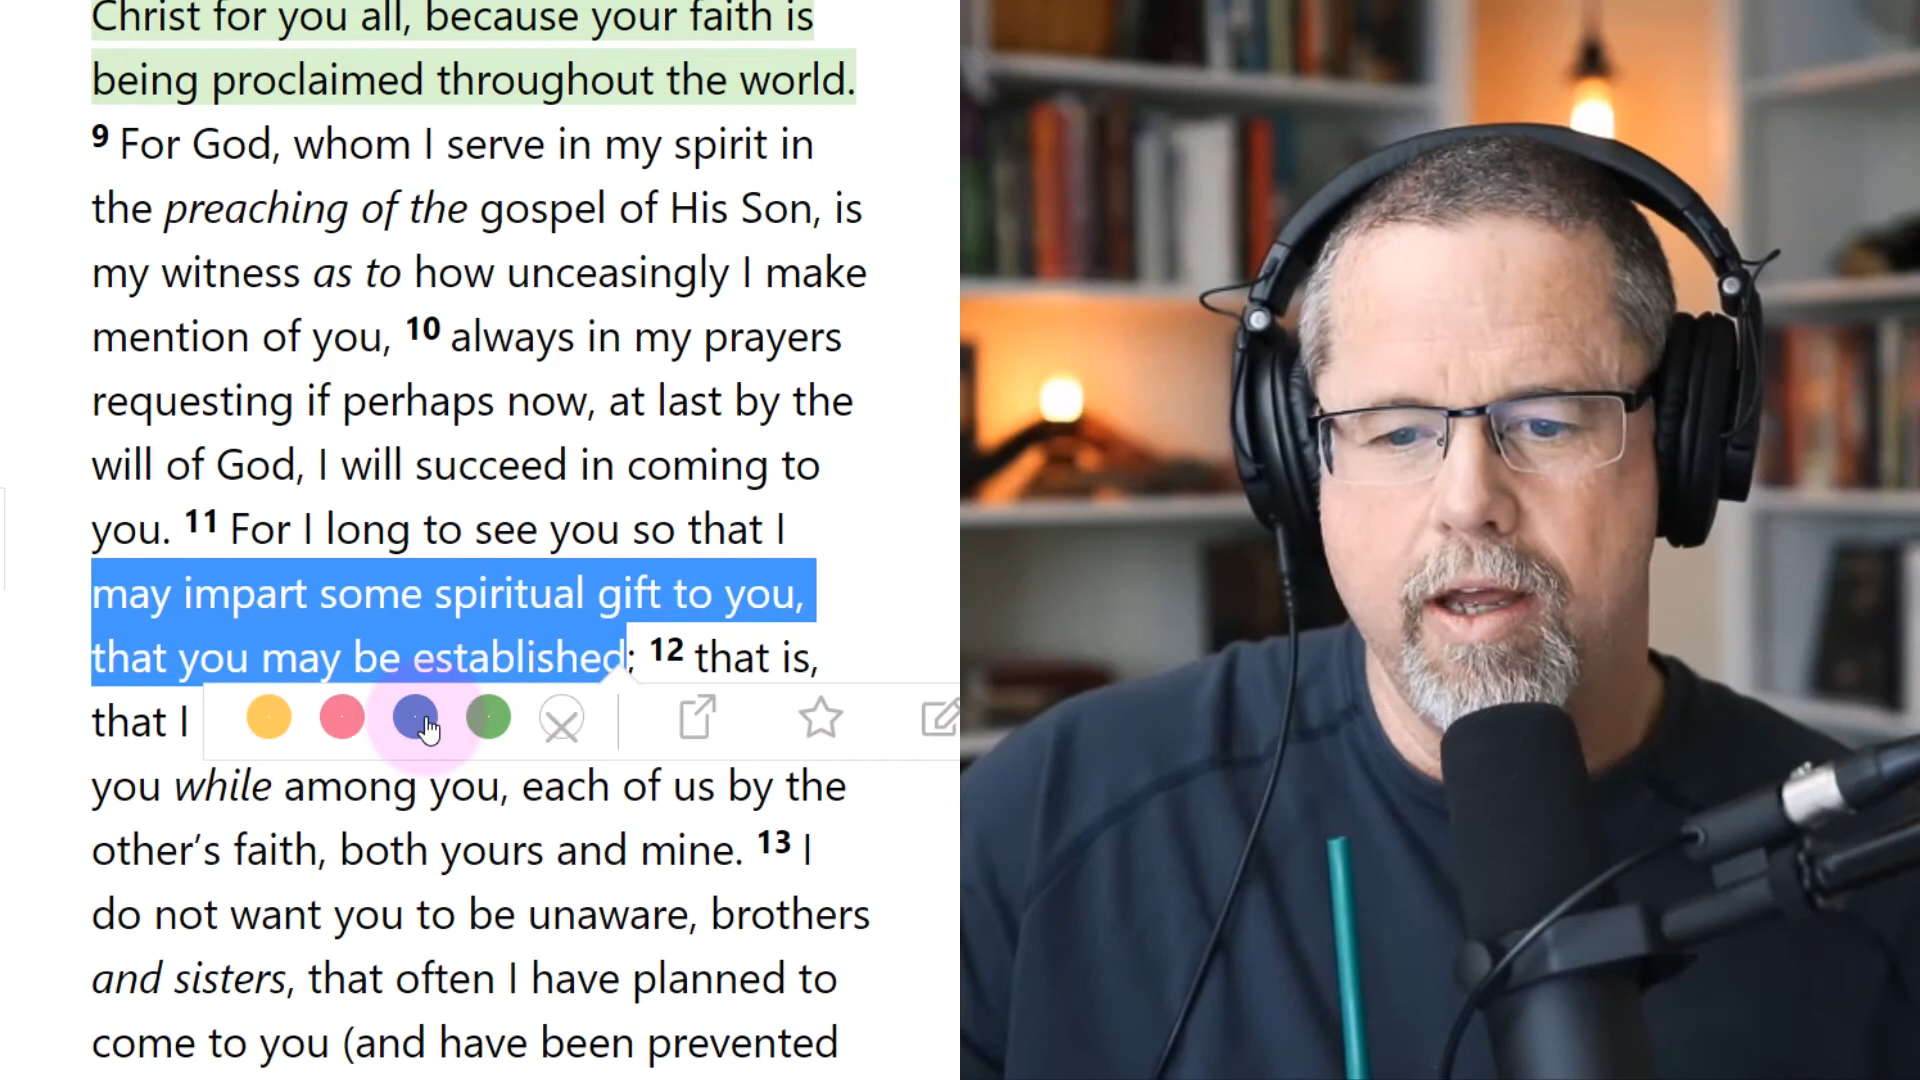 Christ for you all, because your faith is
being proclaimed throughout the world.
9 For God, whom I serve in my spirit in
the preaching of the gospel of His Son, is
my witness as to how unceasingly I make
mention of you, 10 always in my prayers
requesting if perhaps now, at last by the
will of God, I will succeed in coming to
you. 11 For I long to see you so that I
may impart some spiritual gift to you,
that you may be established; 12 that is,
that I
you while among you, each of us by the
other’s faith, both yours and mine. 13 I
do not want you to be unaware, brothers
and sisters, that often I have planned to
come to you (and have been prevented